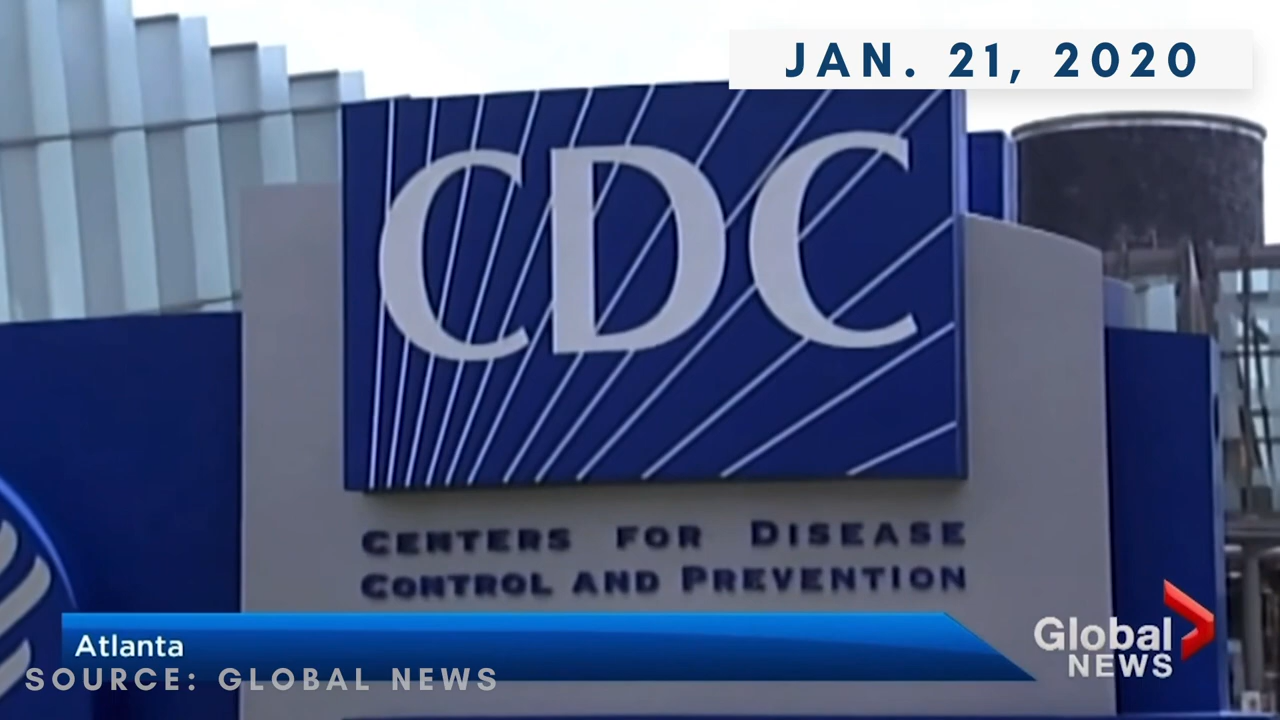 JAN. 21, 2020
CDC
CENTERS FOR DISEASE
CONTROL AND PREVENTION
Atlanta
Global
NEWS
SOURCE: GLOBAL NEWS